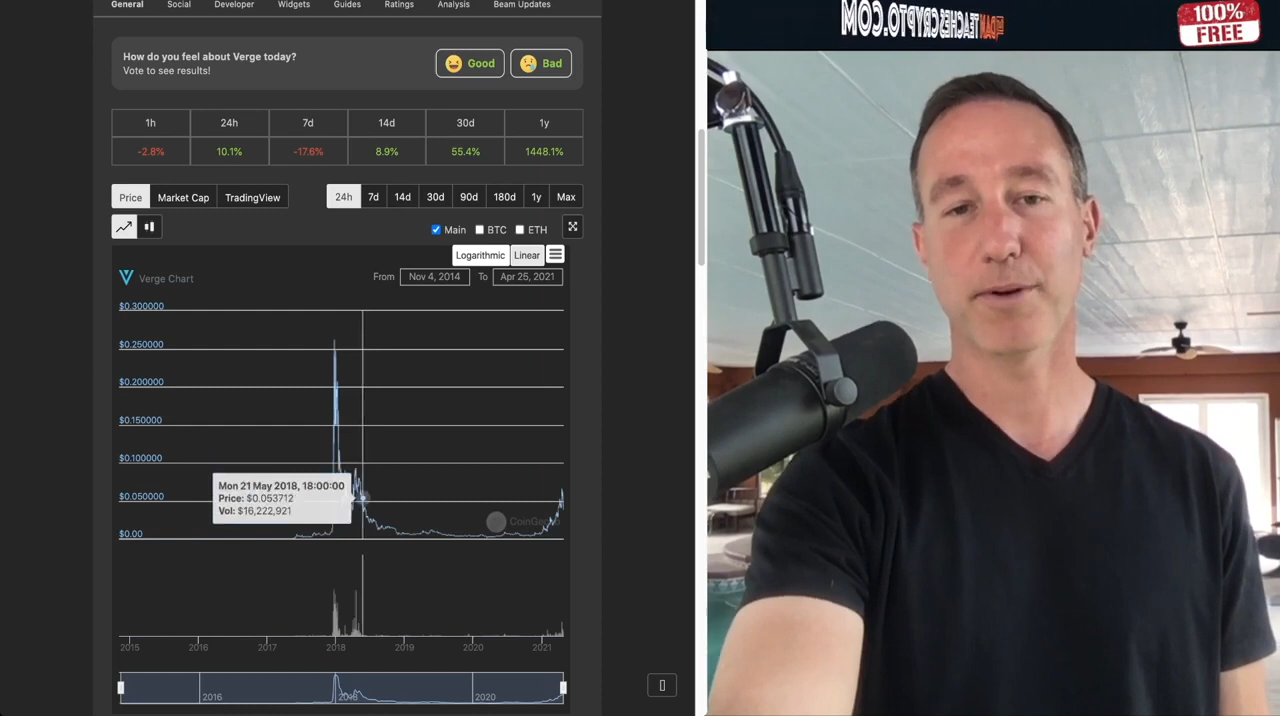 General Social Developer Widgets Guides Ratings Analysis Beam Updates
How do you feel about Verge today?
Vote to see results!
Good Bad
1h 24h 7d 14d 30d 1y
-2.8% 10.1% -17.6% 8.9% 55.4% 1448.1%
Price Market Cap TradingView 24h 7d 14d 30d 90d 180d 1y Max
Main BTC ETH
Logarithmic Linear
Verge Chart From Nov 4, 2014 To Apr 25, 2021
$0.300000
$0.250000
$0.200000
$0.150000
$0.100000
$0.050000
$0.00
Mon 21 May 2018, 18:00:00
Price: $0.053712
Vol: $16,222,921
CoinGecko
2015 2016 2017 2018 2019 2020 2021
2016 2018 2020
DANTEACHESCRYPTO.COM
100%
FREE